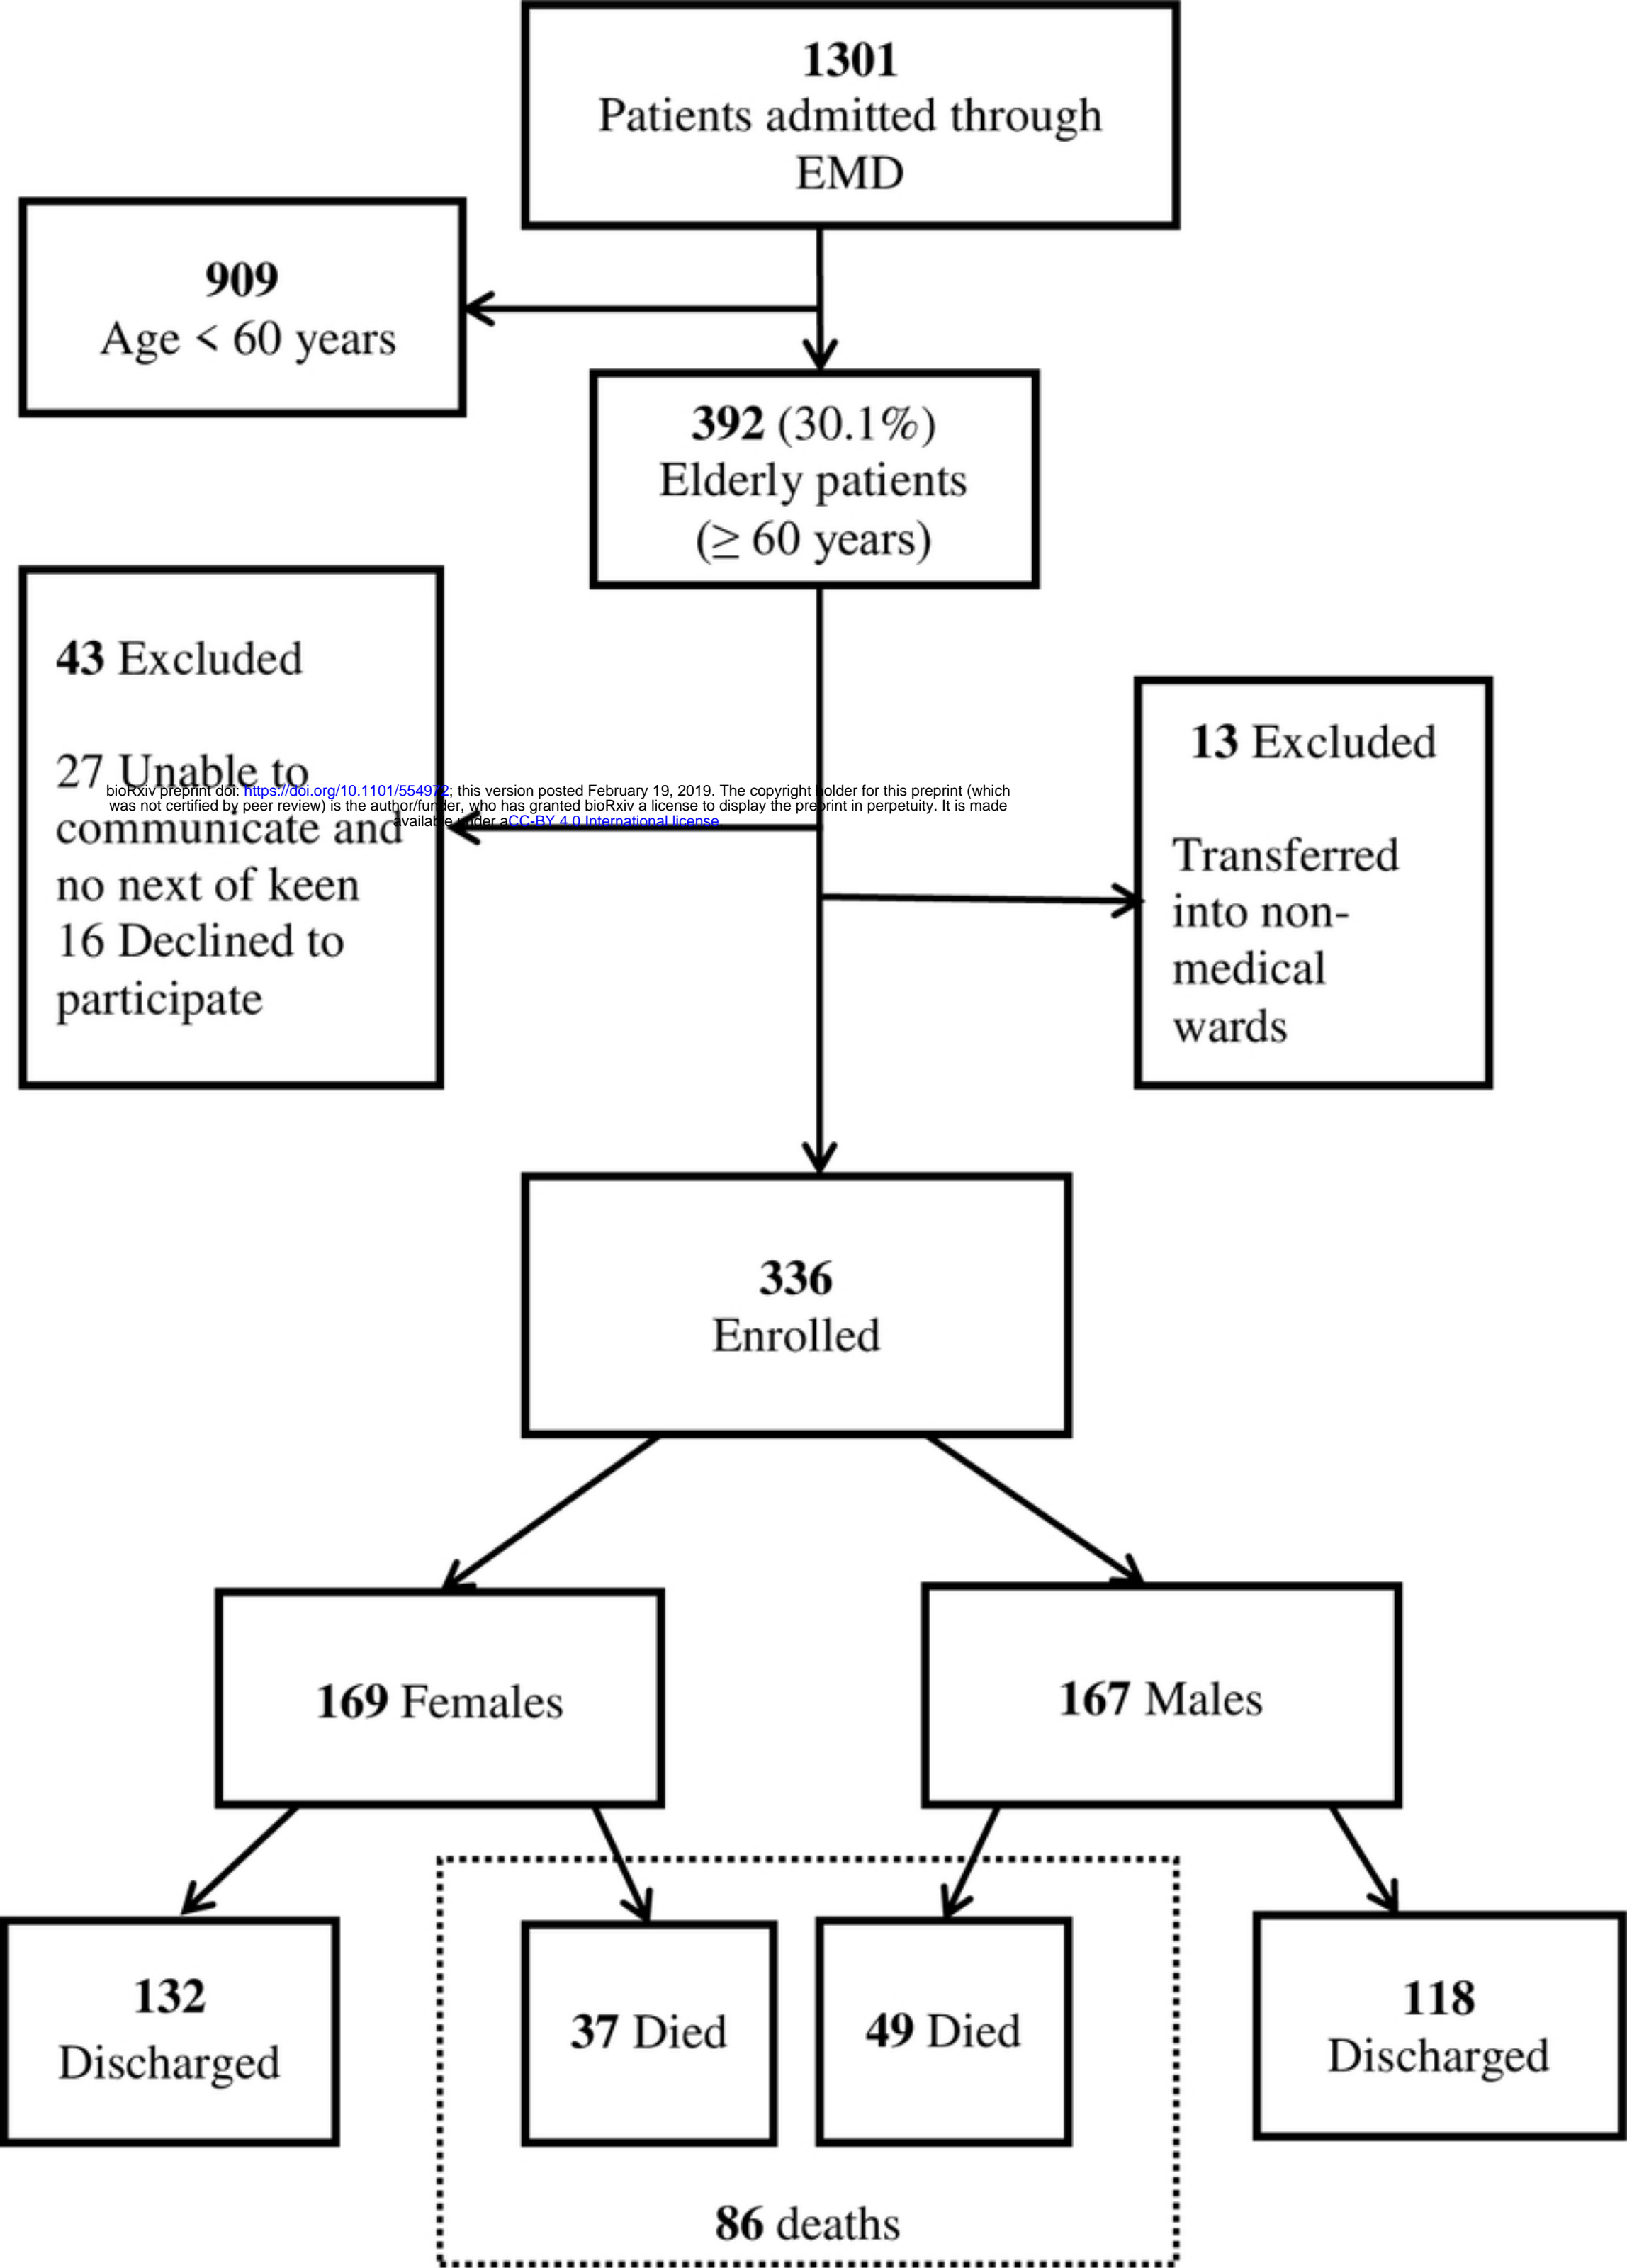 1301
Patients admitted through
EMD
909
Age < 60 years
392 (30.1%)
Elderly patients
(≥ 60 years)
43 Excluded
27 Unable to
communicate and
no next of keen
16 Declined to
participate
bioRxiv preprint doi: https://doi.org/10.1101/554972; this version posted February 19, 2019. The copyright holder for this preprint (which
was not certified by peer review) is the author/funder, who has granted bioRxiv a license to display the preprint in perpetuity. It is made
available under aCC-BY 4.0 International license.
13 Excluded
Transferred
into non-
medical
wards
336
Enrolled
169 Females
167 Males
132
Discharged
37 Died
49 Died
118
Discharged
86 deaths